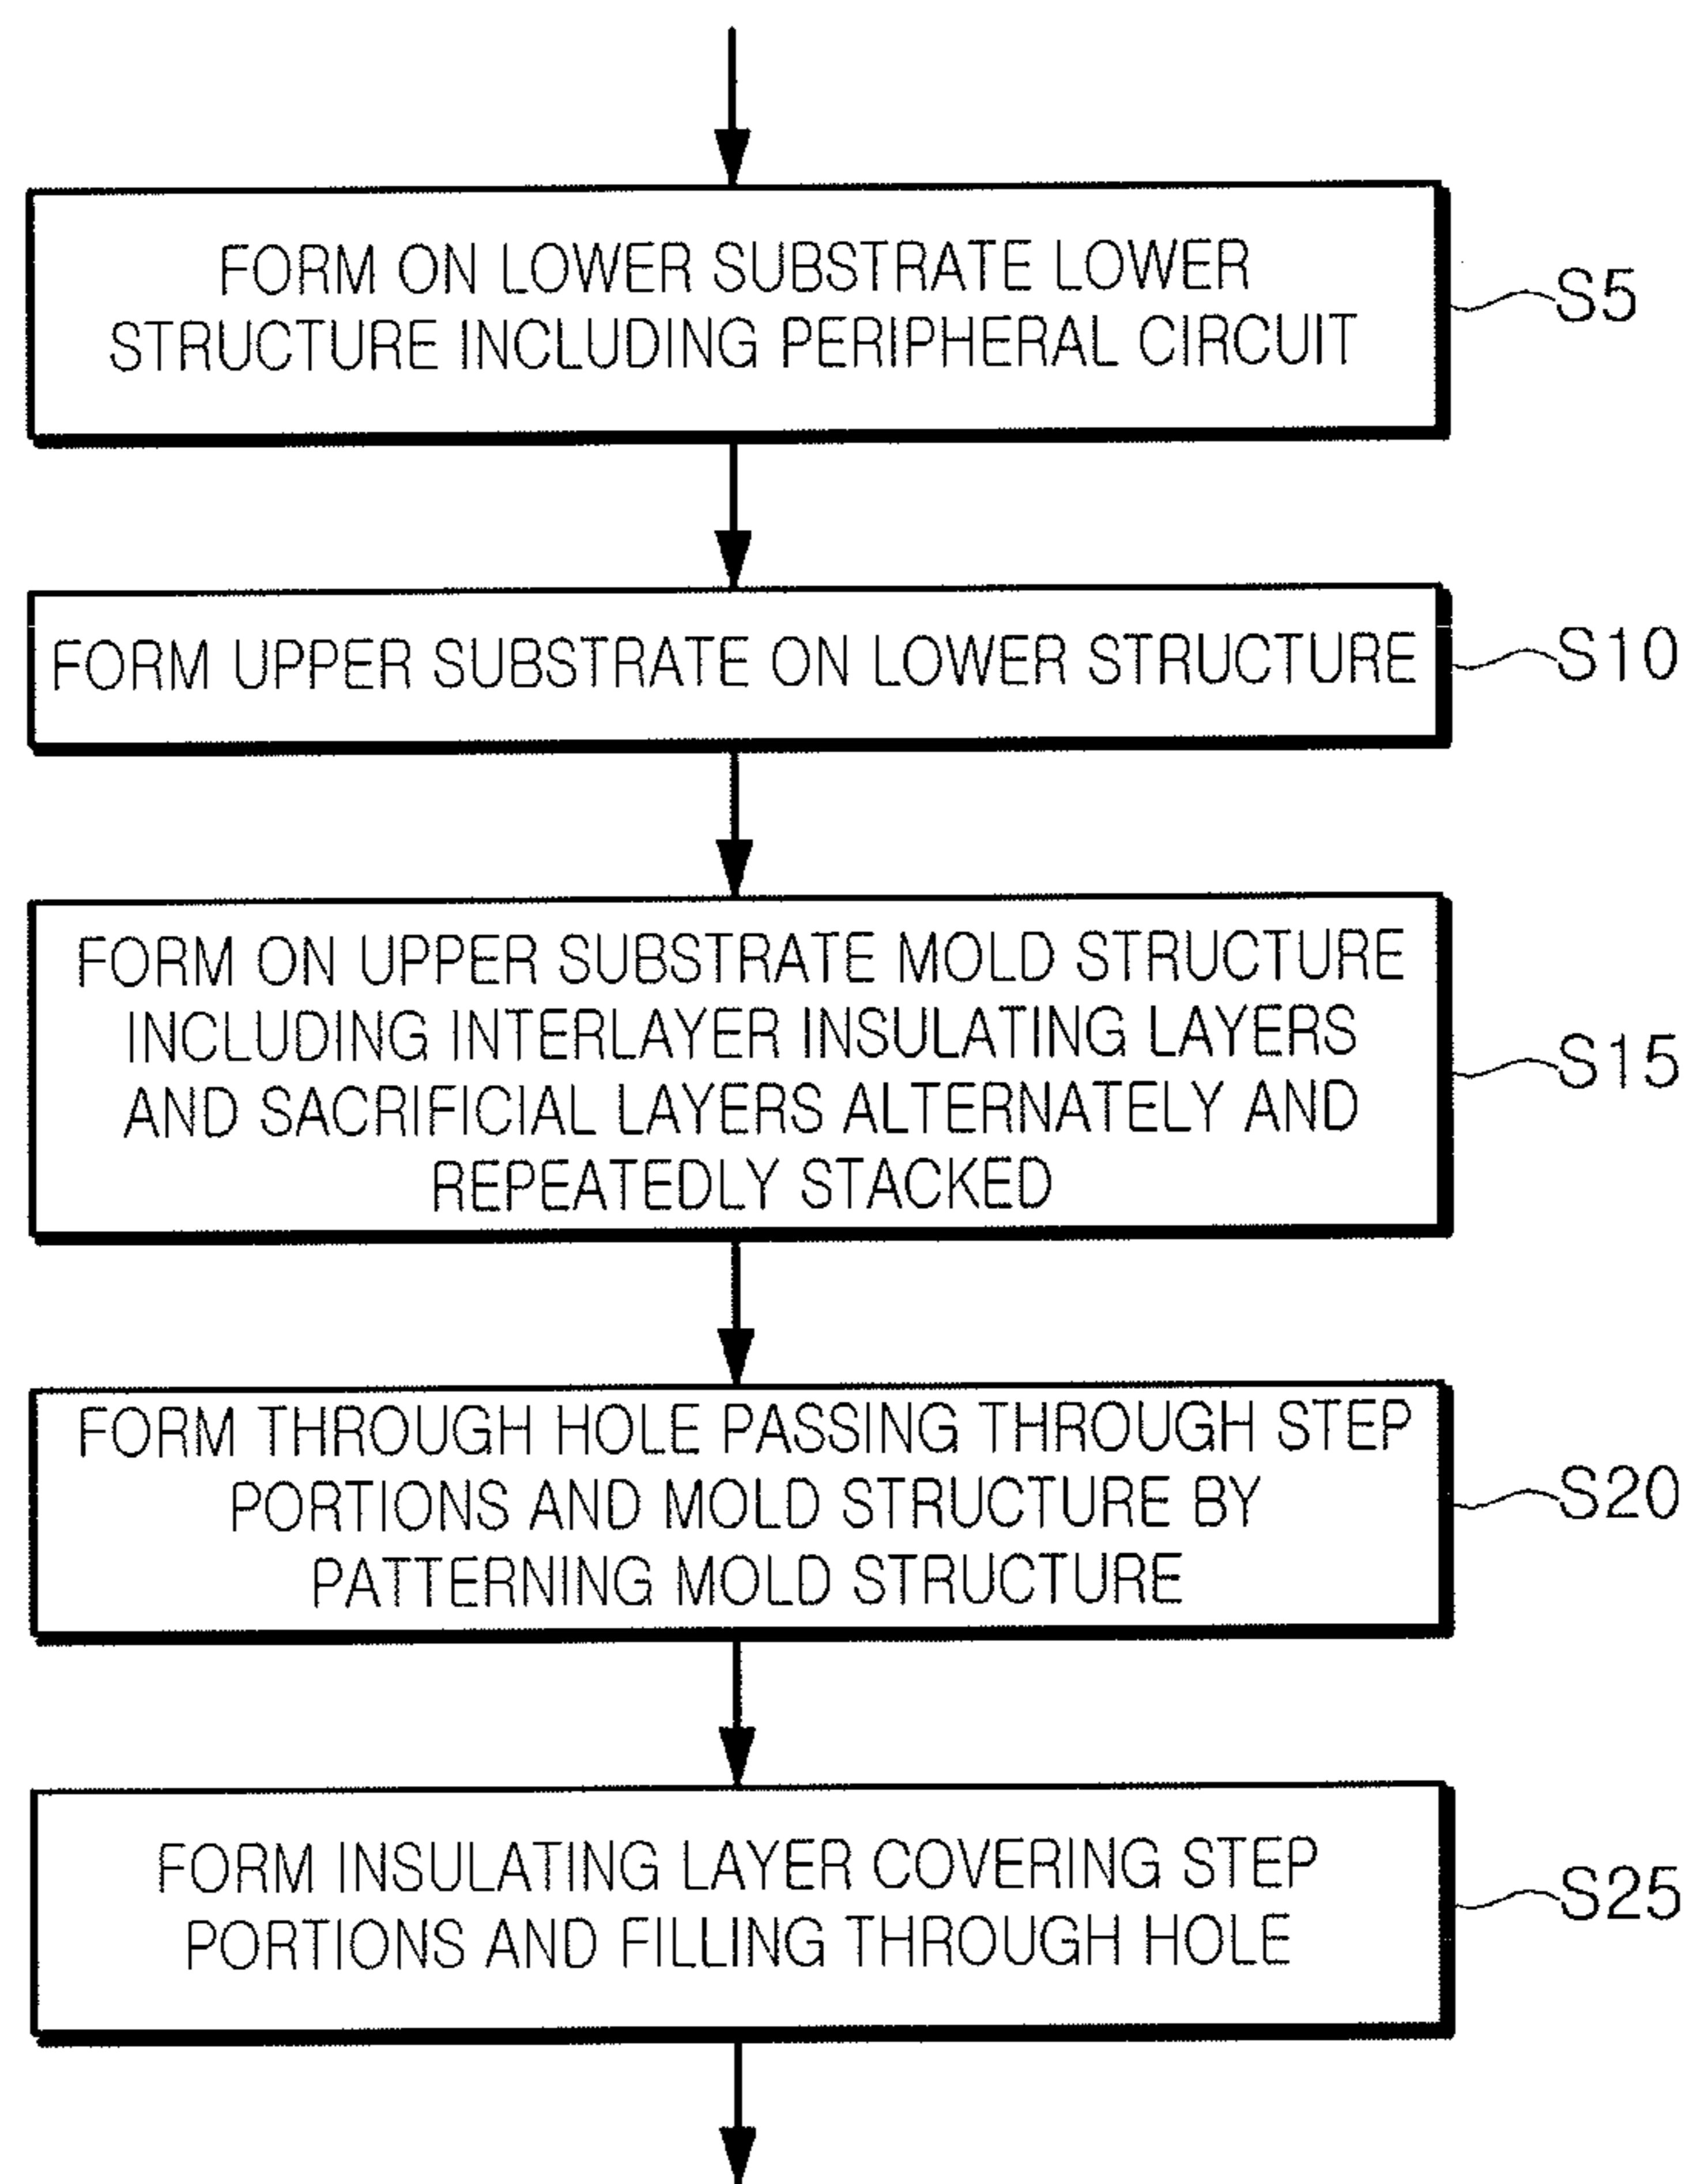 FORM ON LOWER SUBSTRATE LOWER
STRUCTURE INCLUDING PERIPHERAL CIRCUIT
S5
FORM UPPER SUBSTRATE ON LOWER STRUCTURE
S10
FORM ON UPPER SUBSTRATE MOLD STRUCTURE
INCLUDING INTERLAYER INSULATING LAYERS
AND SACRIFICIAL LAYERS ALTERNATELY AND
REPEATEDLY STACKED
S15
FORM THROUGH HOLE PASSING THROUGH STEP
PORTIONS AND MOLD STRUCTURE BY
PATTERNING MOLD STRUCTURE
S20
FORM INSULATING LAYER COVERING STEP
PORTIONS AND FILLING THROUGH HOLE
S25